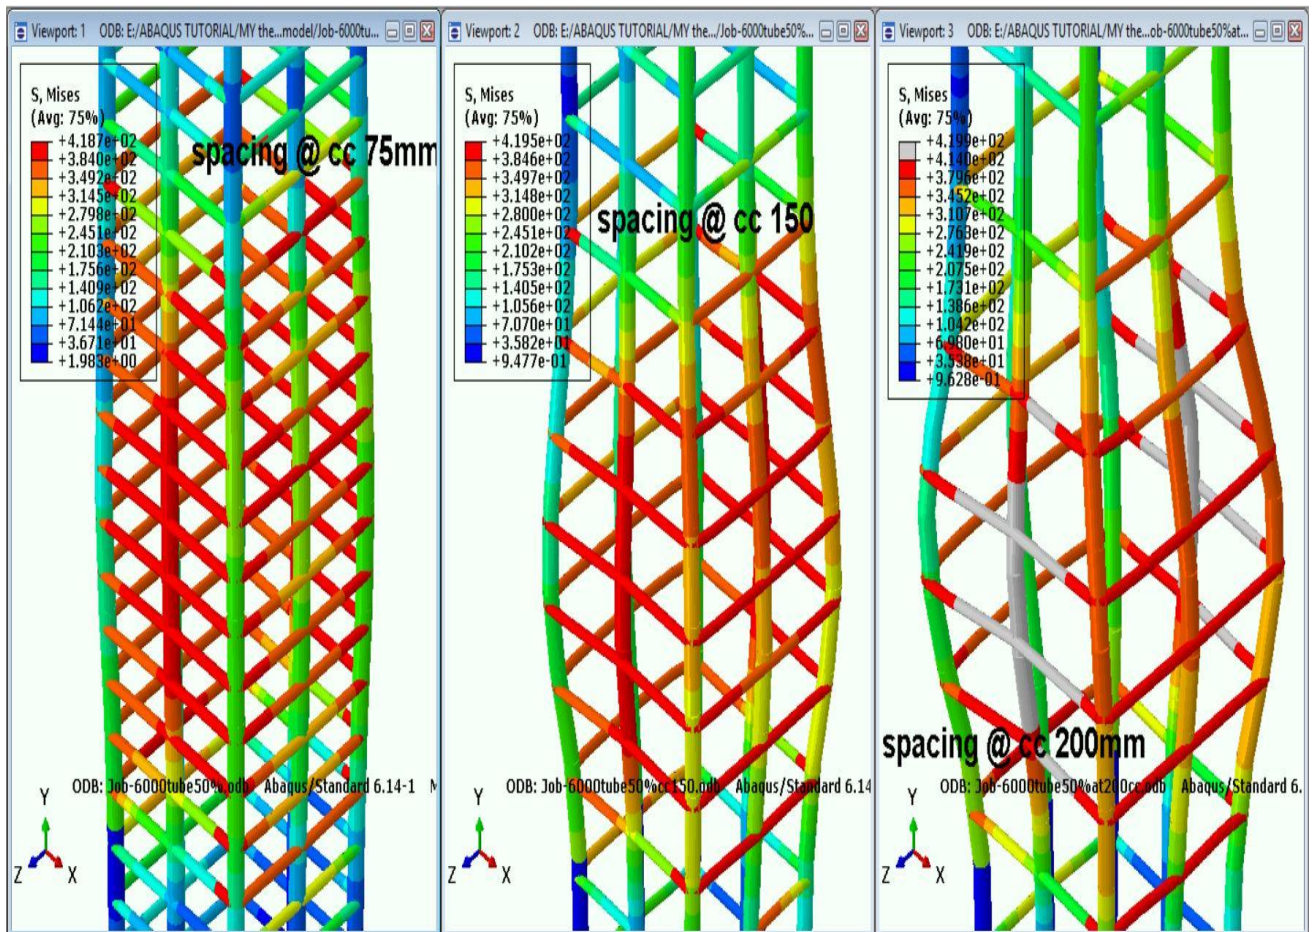 Viewport: 1 ODB: E:/ABAQUS TUTORIAL/MY the...model/Job-6000tu...
S, Mises
(Avg: 75%)
+4.187e+02
+3.840e+02
+3.492e+02
+3.145e+02
+2.798e+02
+2.451e+02
+2.103e+02
+1.756e+02
+1.409e+02
+1.062e+02
+7.144e+01
+3.671e+01
+1.983e+00
spacing @ cc 75mm
ODB: Job-6000tube50%.odb Abaqus/Standard 6.14-1 M
Y
Z X
Viewport: 2 ODB: E:/ABAQUS TUTORIAL/MY the.../Job-6000tube50%...
S, Mises
(Avg: 75%)
+4.195e+02
+3.846e+02
+3.497e+02
+3.148e+02
+2.800e+02
+2.451e+02
+2.102e+02
+1.753e+02
+1.405e+02
+1.056e+02
+7.070e+01
+3.582e+01
+9.477e-01
spacing @ cc 150
ODB: Job-6000tube50%cc150.odb Abaqus/Standard 6.14
Y
Z X
Viewport: 3 ODB: E:/ABAQUS TUTORIAL/MY the...ob-6000tube50%at...
S, Mises
(Avg: 75%)
+4.199e+02
+4.140e+02
+3.796e+02
+3.452e+02
+3.107e+02
+2.763e+02
+2.419e+02
+2.075e+02
+1.731e+02
+1.386e+02
+1.042e+02
+6.980e+01
+3.538e+01
+9.628e-01
spacing @ cc 200mm
ODB: Job-6000tube50%at200cc.odb Abaqus/Standard 6.
Y
Z X